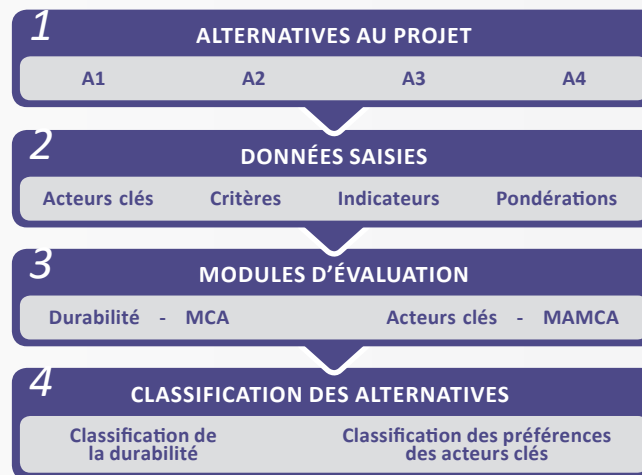 1
ALTERNATIVES AU PROJET
A1 A2 A3 A4
2
DONNÉES SAISIES
Acteurs clés Critères Indicateurs Pondérations
3
MODULES D’ÉVALUATION
Durabilité - MCA Acteurs clés - MAMCA
4
CLASSIFICATION DES ALTERNATIVES
Classification de
la durabilité
Classification des préférences
des acteurs clés